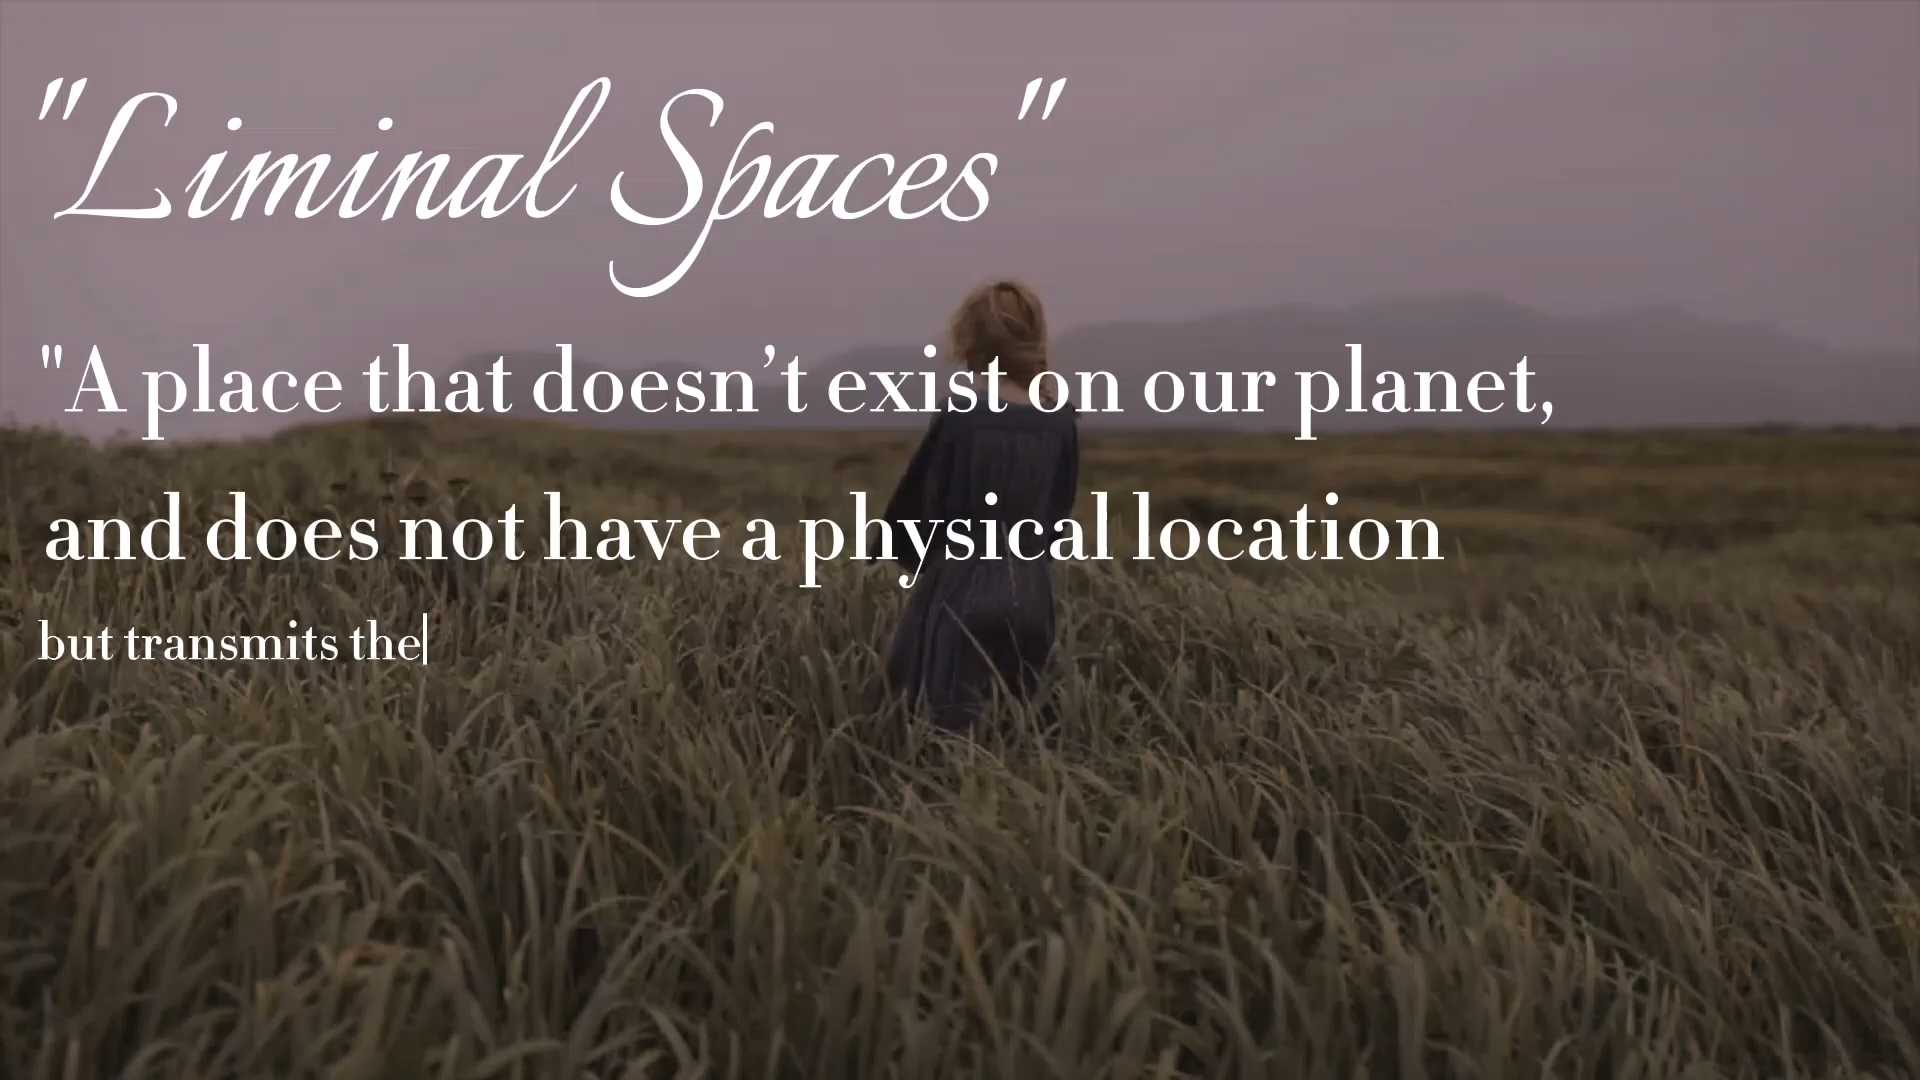 "Liminal Spaces"
"A place that doesn’t exist on our planet,
and does not have a physical location
but transmits the